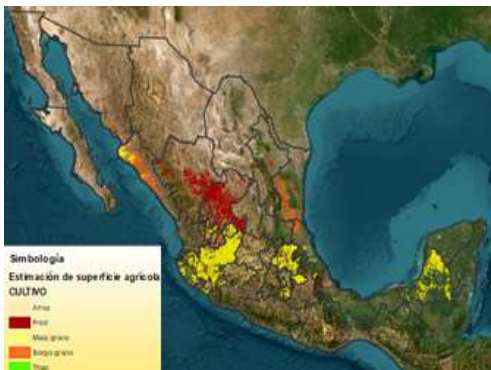 Simbología
Estimación de superficie agrícola
CULTIVO
Arroz
Frijol
Maíz grano
Sorgo grano
Trigo